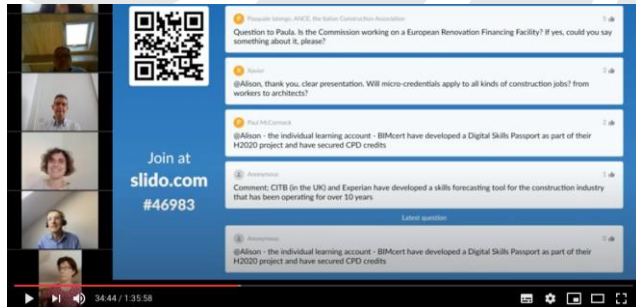 Pasquale Ialongo, ANCE, the Italian Construction Association
5
Question to Paula. Is the Commission working on a European Renovation Financing Facility? If yes, could you say
something about it, please?
Xavier
3
@Alison, thank you, clear presentation. Will micro-credentials apply to all kinds of construction jobs? from
workers to architects?
Paul McCormack
2
@Alison - the individual learning account - BIMcert have developed a Digital Skills Passport as part of their
H2020 project and have secured CPD credits
Anonymous
1
Comment; CITB (in the UK) and Experian have developed a skills forecasting tool for the construction industry
that has been operating for over 10 years
Latest question
Anonymous
0
@Alison - the individual learning account - BIMcert have developed a Digital Skills Passport as part of their
H2020 project and have secured CPD credits
Join at
slido.com
#46983
34:44 / 1:35:58